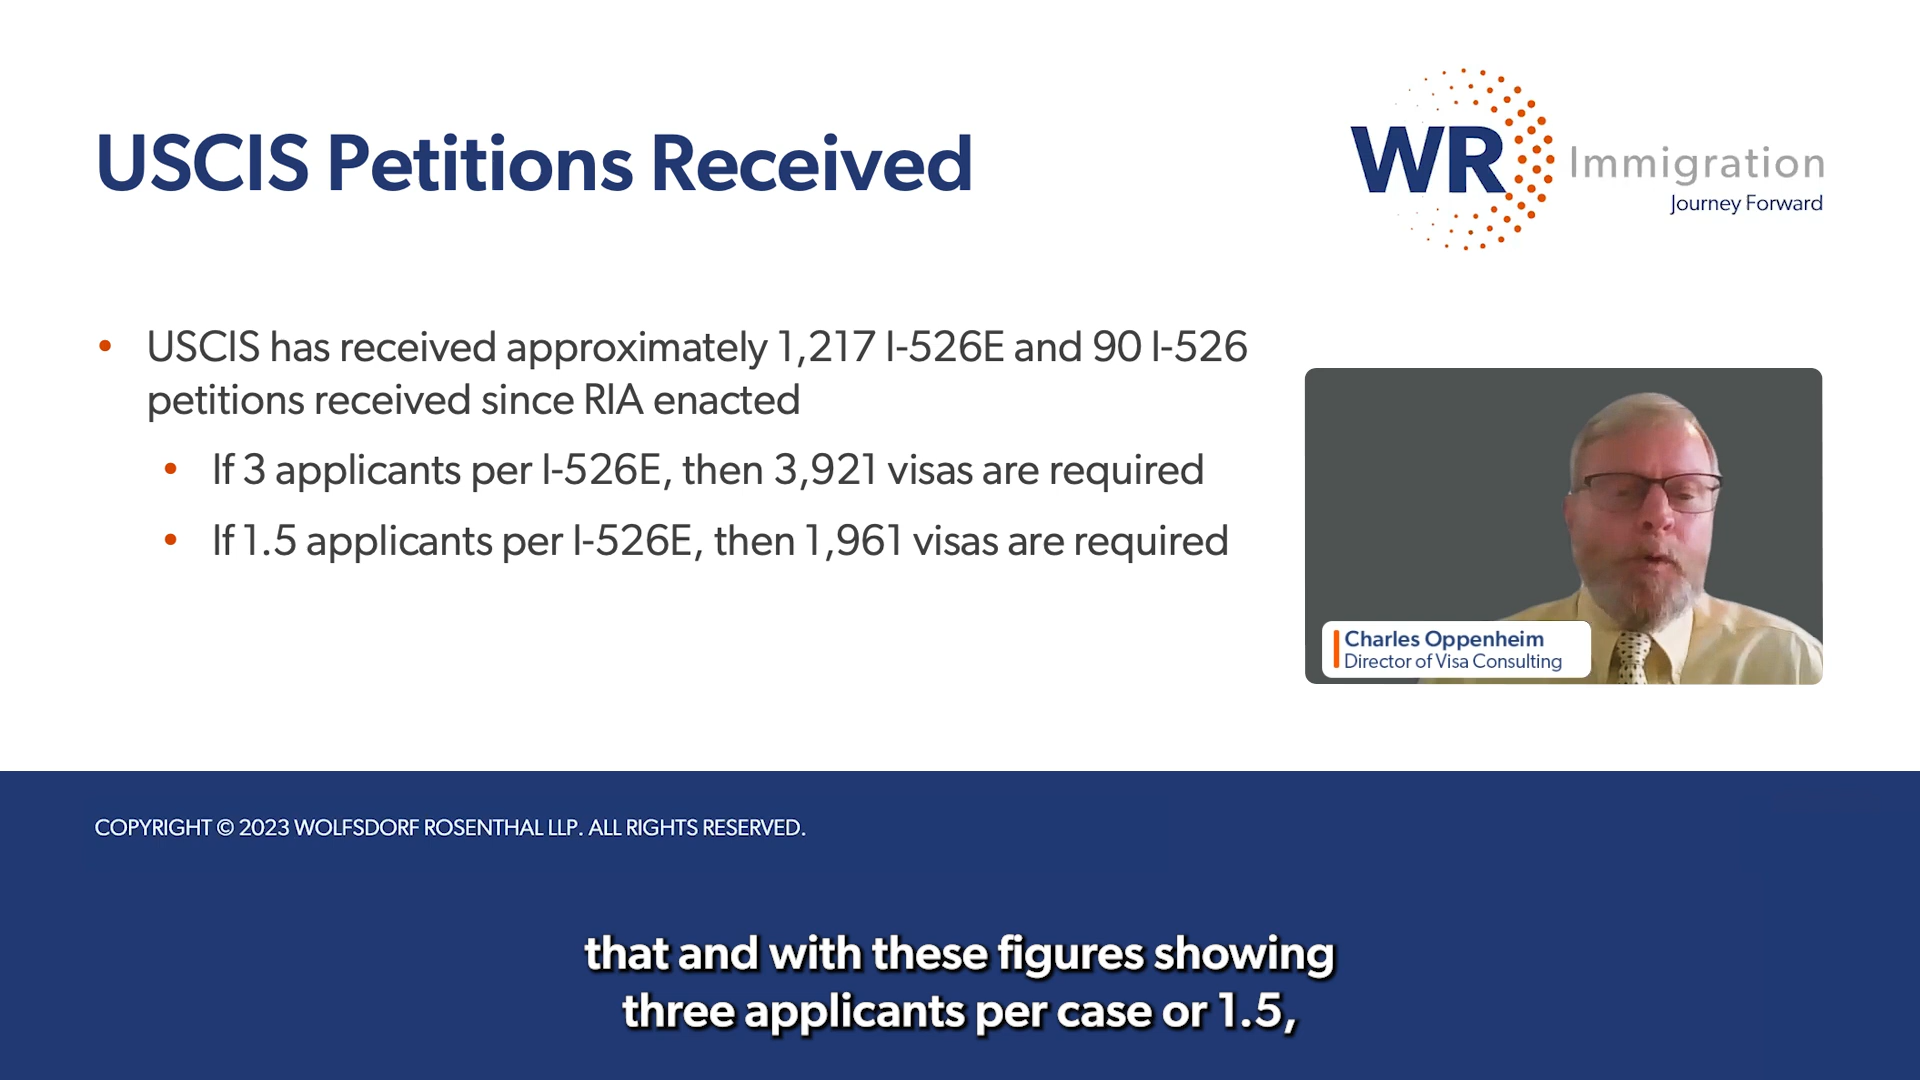 USCIS Petitions Received
WR Immigration
Journey Forward
• USCIS has received approximately 1,217 I-526E and 90 I-526
petitions received since RIA enacted
• If 3 applicants per I-526E, then 3,921 visas are required
• If 1.5 applicants per I-526E, then 1,961 visas are required
Charles Oppenheim
Director of Visa Consulting
COPYRIGHT © 2023 WOLFSDORF ROSENTHAL LLP. ALL RIGHTS RESERVED.
that and with these figures showing
three applicants per case or 1.5,